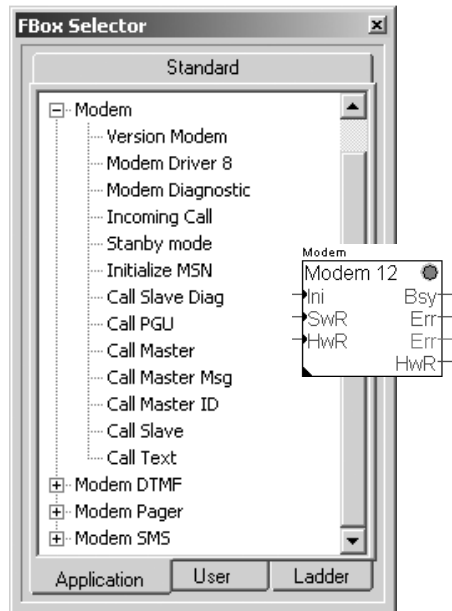 FBox Selector
Standard
Modem
Version Modem
Modem Driver 8
Modem Diagnostic
Incoming Call
Stanby mode
Initialize MSN
Call Slave Diag
Call PGU
Call Master
Call Master Msg
Call Master ID
Call Slave
Call Text
Modem DTMF
Modem Pager
Modem SMS
Application User Ladder
Modem
Modem 12
Ini Bsy
SwR Err
HwR Err
HwR